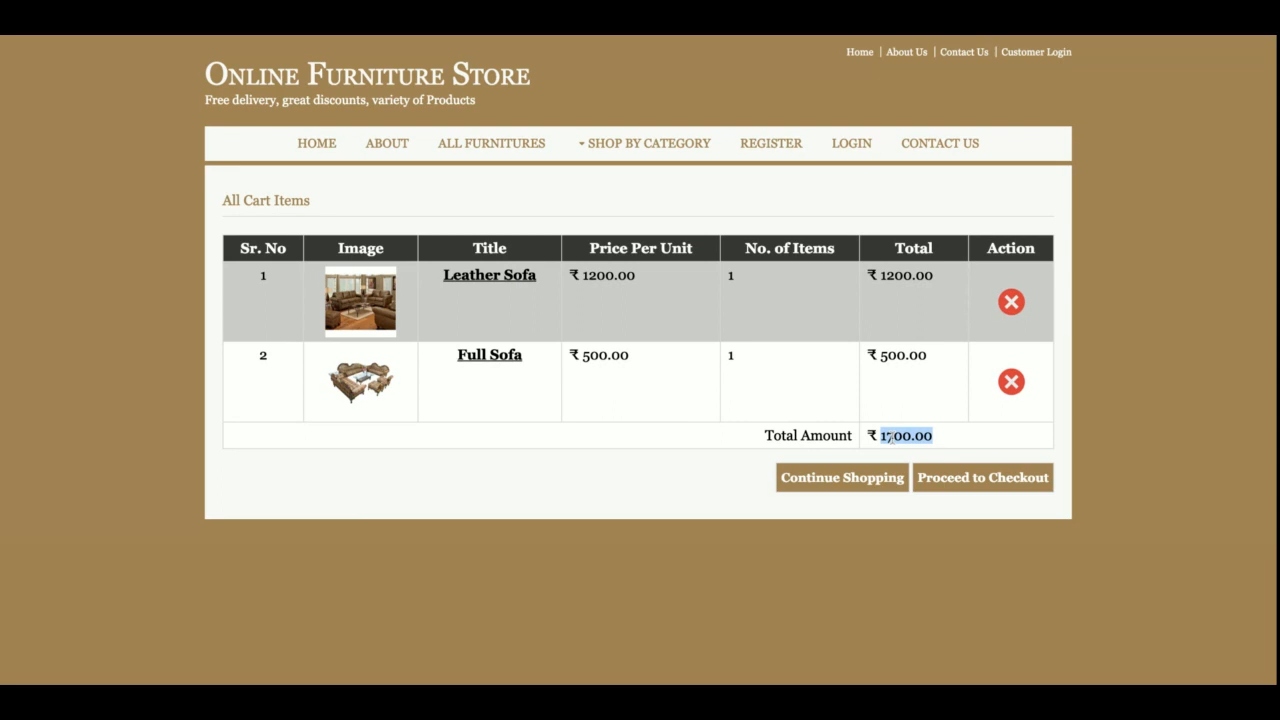 Home | About Us | Contact Us | Customer Login
Online Furniture Store
Free delivery, great discounts, variety of Products
HOME ABOUT ALL FURNITURES SHOP BY CATEGORY REGISTER LOGIN CONTACT US
All Cart Items
Sr. No Image Title Price Per Unit No. of Items Total Action
1 Leather Sofa ₹ 1200.00 1 ₹ 1200.00
2 Full Sofa ₹ 500.00 1 ₹ 500.00
Total Amount ₹ 1700.00
Continue Shopping Proceed to Checkout